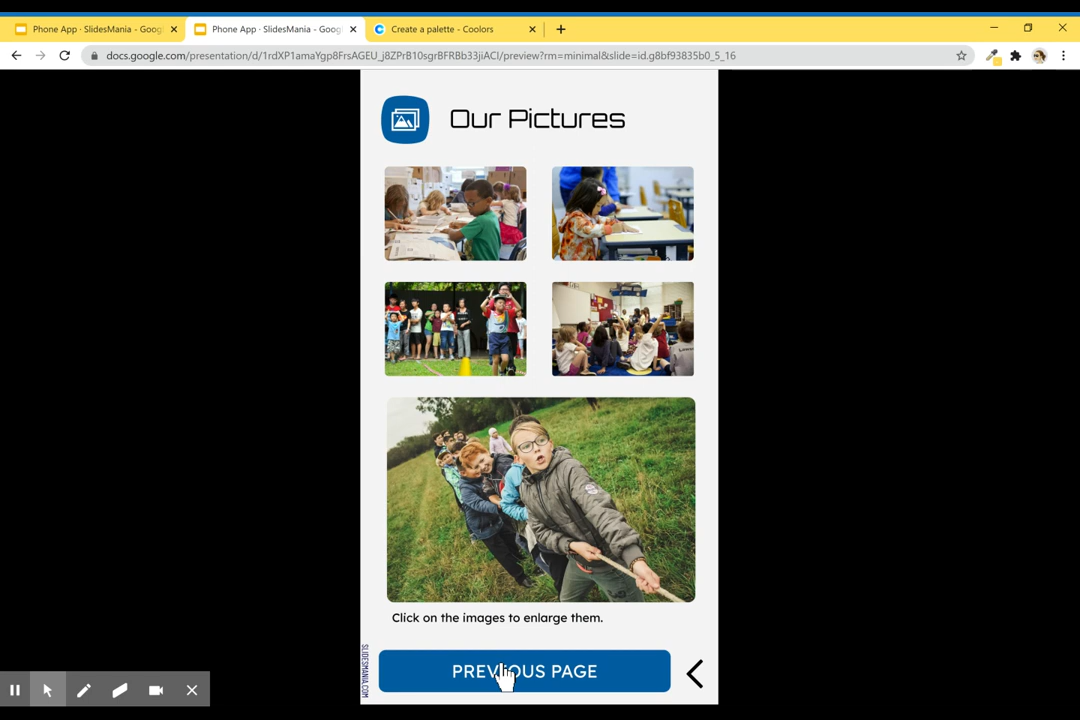 Phone App · SlidesMania - Goog
Phone App · SlidesMania - Goog
Create a palette - Coolors
docs.google.com/presentation/d/1rdXP1amaYgp8FrsAGEU_j8ZPrB10sgrBFRBb33jiACI/preview?rm=minimal&slide=id.g8bf93835b0_5_16
Our Pictures
Click on the images to enlarge them.
PREVIOUS PAGE
SLIDESMANIA.COM